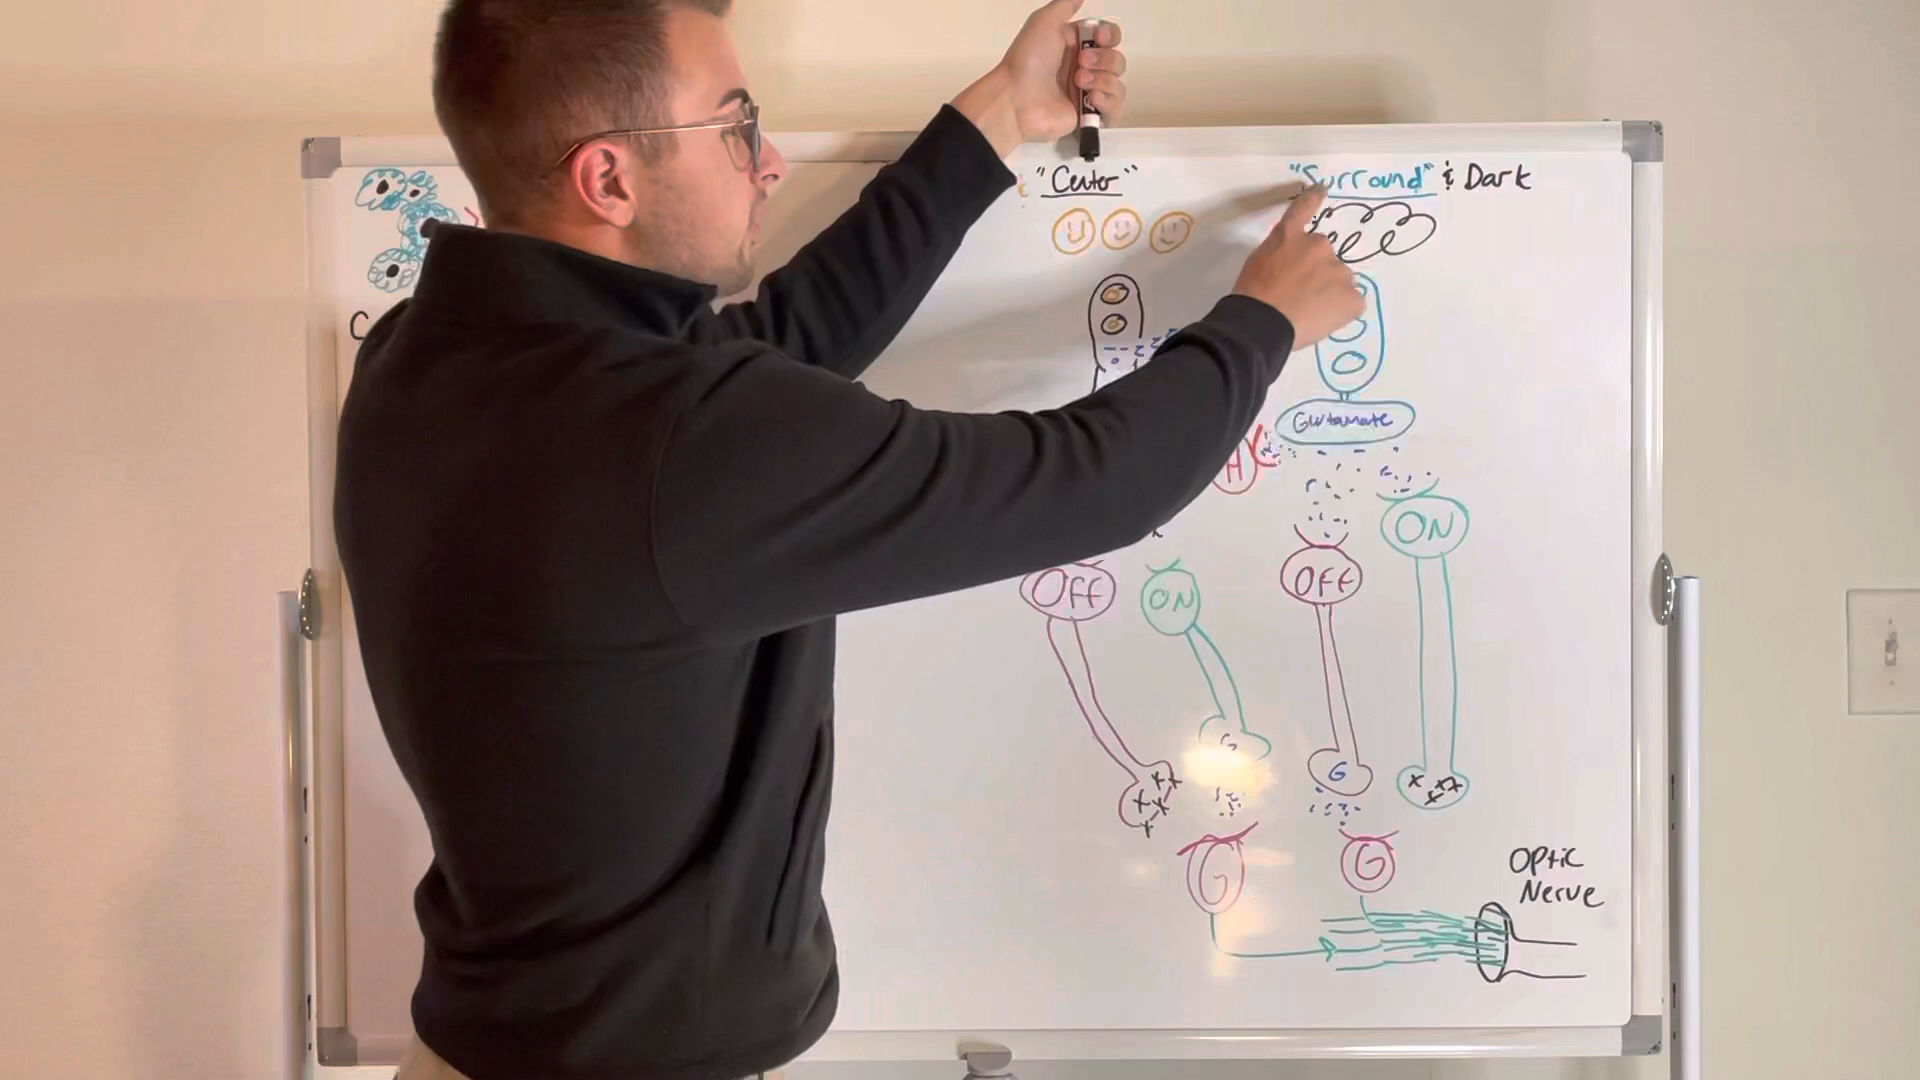 "Center"
"Surround" & Dark
C
Glutamate
H
ON
OFF
OFF
ON
G
G
G
G
Optic
Nerve